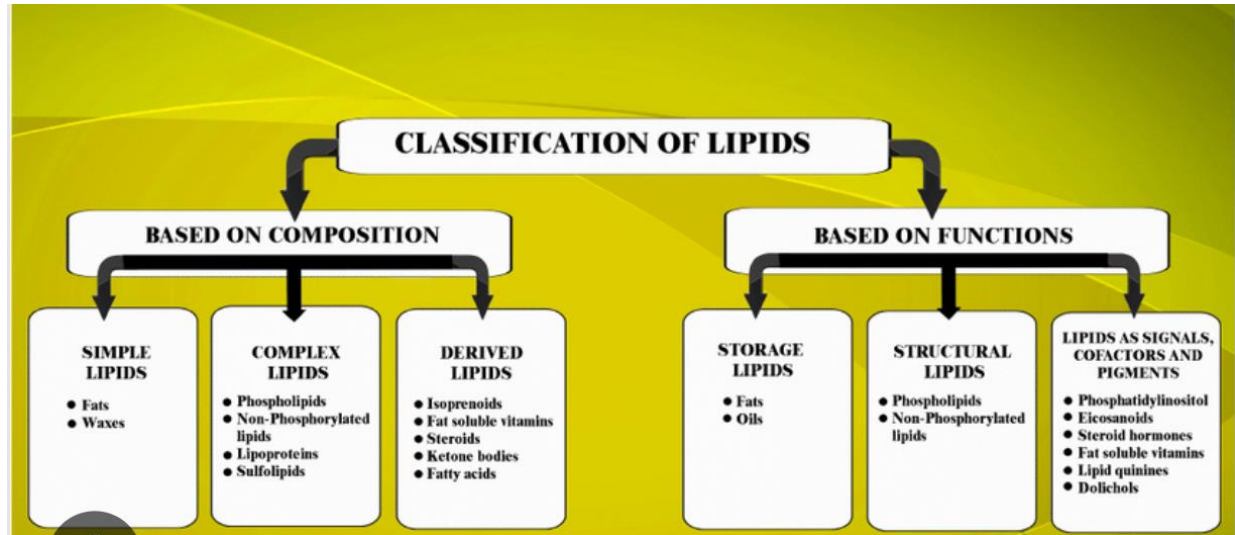 CLASSIFICATION OF LIPIDS
BASED ON COMPOSITION
SIMPLE
LIPIDS
● Fats
● Waxes
COMPLEX
LIPIDS
● Phospholipids
● Non-Phosphorylated
lipids
● Lipoproteins
● Sulfolipids
DERIVED
LIPIDS
● Isoprenoids
● Fat soluble vitamins
● Steroids
● Ketone bodies
● Fatty acids
BASED ON FUNCTIONS
STORAGE
LIPIDS
● Fats
● Oils
STRUCTURAL
LIPIDS
● Phospholipids
● Non-Phosphorylated
lipids
LIPIDS AS SIGNALS,
COFACTORS AND
PIGMENTS
● Phosphatidylinositol
● Eicosanoids
● Steroid hormones
● Fat soluble vitamins
● Lipid quinines
● Dolichols